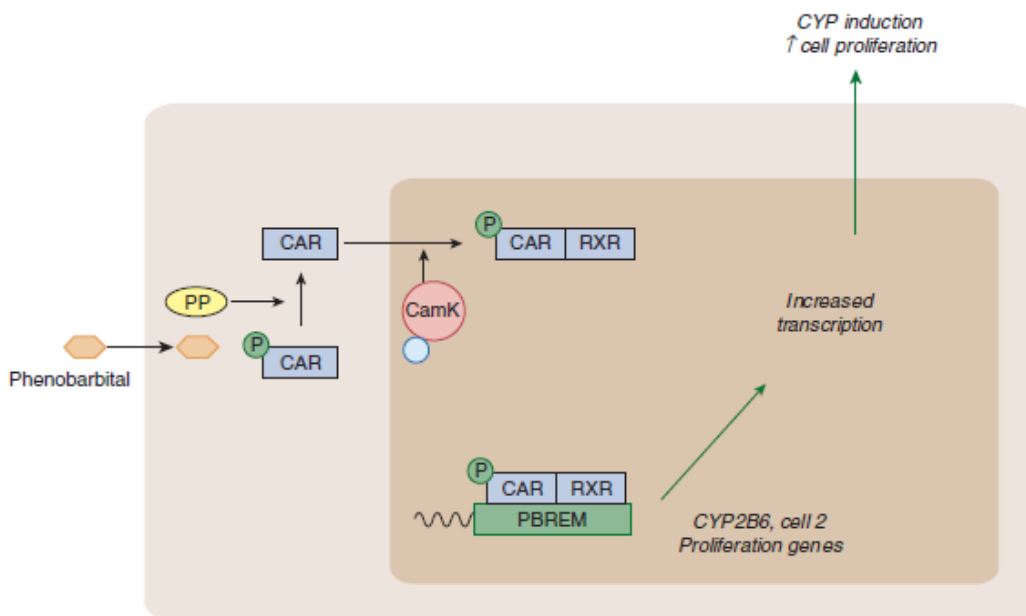 CYP induction
↑ cell proliferation
P
CAR
CAR RXR
PP
CamK
P
CAR
Phenobarbital
Increased
transcription
P
CAR RXR
PBREM
CYP2B6, cell 2
Proliferation genes